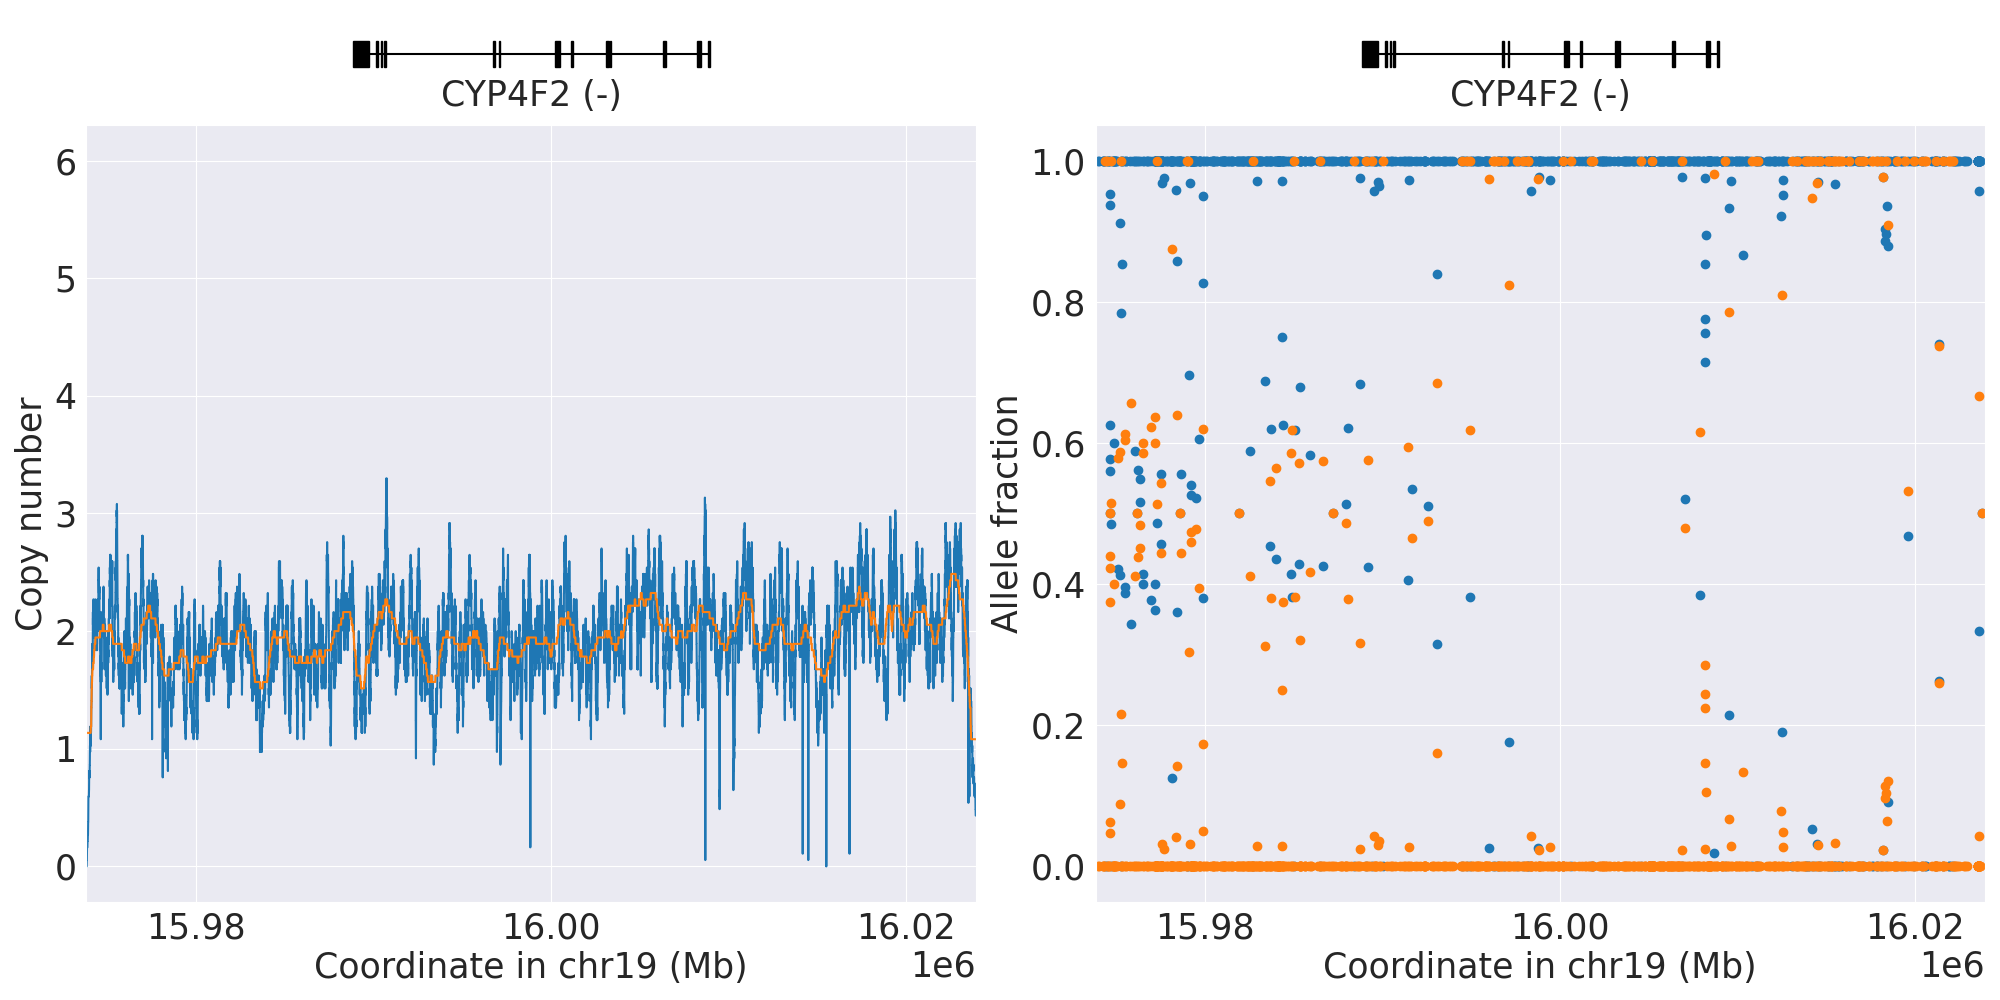 CYP4F2 (-)
6
5
4
3
2
1
0
Copy number
15.98
16.00
16.02
Coordinate in chr19 (Mb)
1e6
CYP4F2 (-)
1.0
0.8
0.6
0.4
0.2
0.0
Allele fraction
15.98
16.00
16.02
Coordinate in chr19 (Mb)
1e6